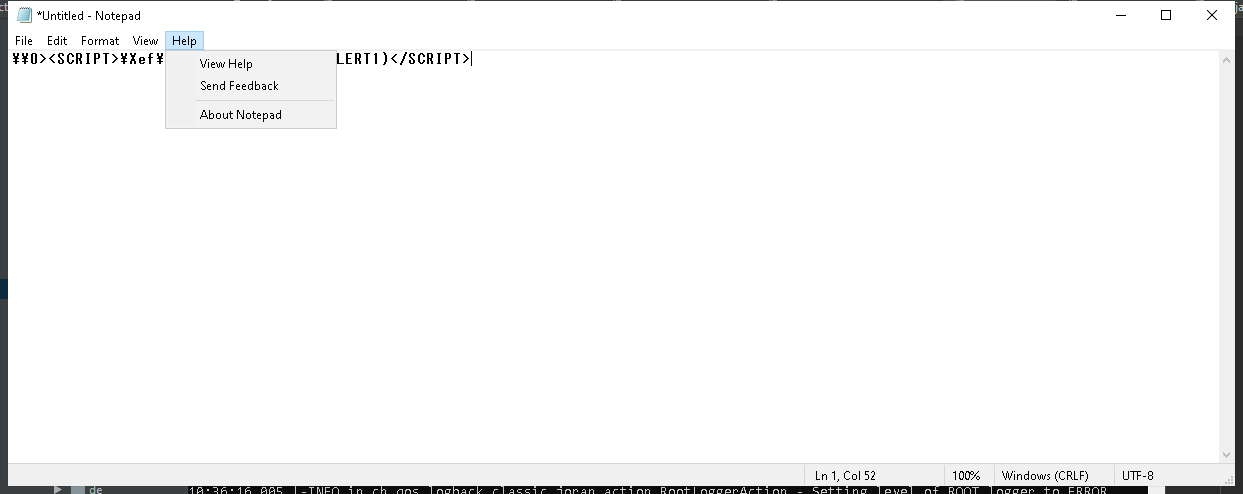 *Untitled - Notepad
File Edit Format View Help
¥¥0><SCRIPT>¥Xef¥ LERT1)</SCRIPT>
View Help
Send Feedback
About Notepad
Ln 1, Col 52 100% Windows (CRLF) UTF-8
de 10:36:16.005 |-INFO in ch.qos.logback.classic.joran.action.RootLoggerAction - Setting level of ROOT logger to ERROR